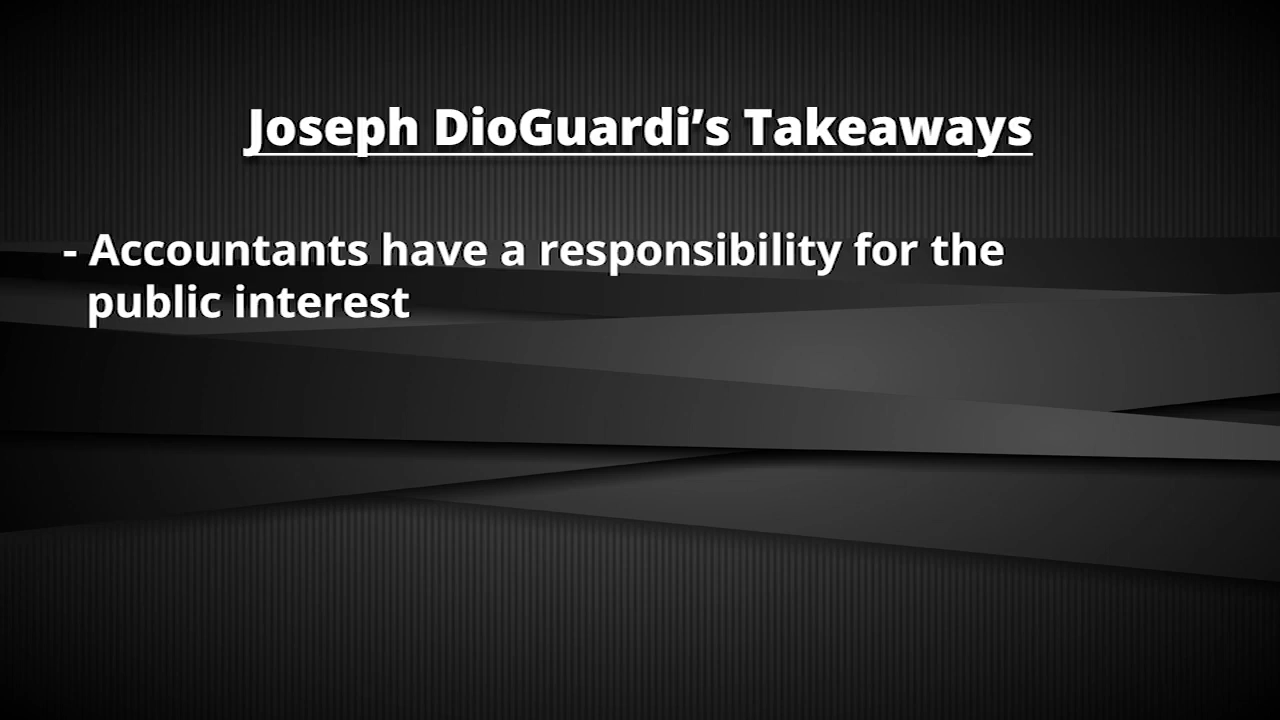 Joseph DioGuardi’s Takeaways
- Accountants have a responsibility for the
public interest